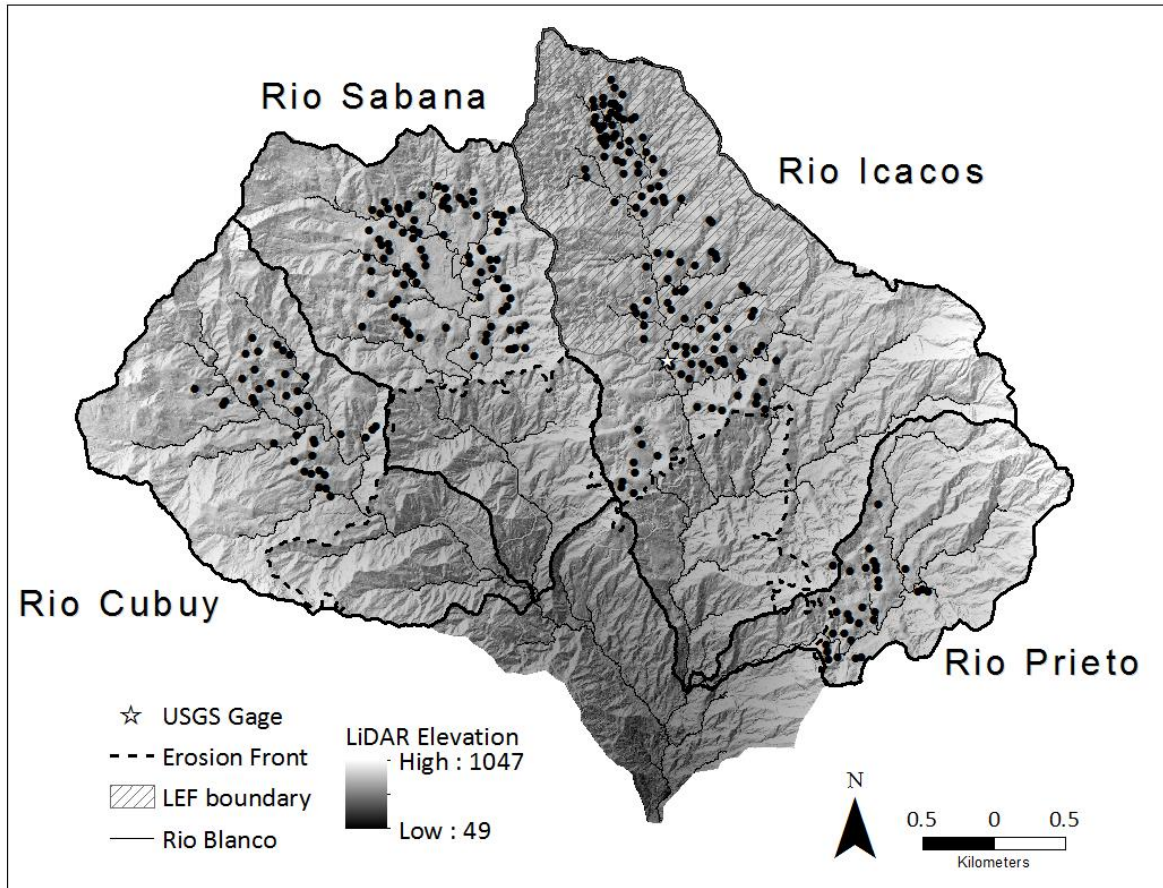 Rio Sabana
Rio Icacos
Rio Cubuy
Rio Prieto
USGS Gage
Erosion Front
LEF boundary
Rio Blanco
LiDAR Elevation
High : 1047
Low : 49
N
0.5 0 0.5
Kilometers